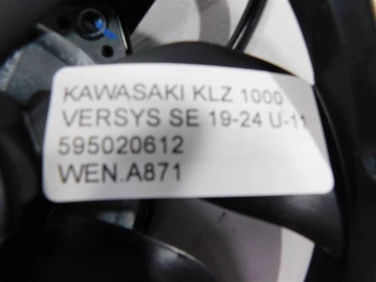 KAWASAKI KLZ 1000
VERSYS SE 19-24 U-11
595020612
WEN.A871